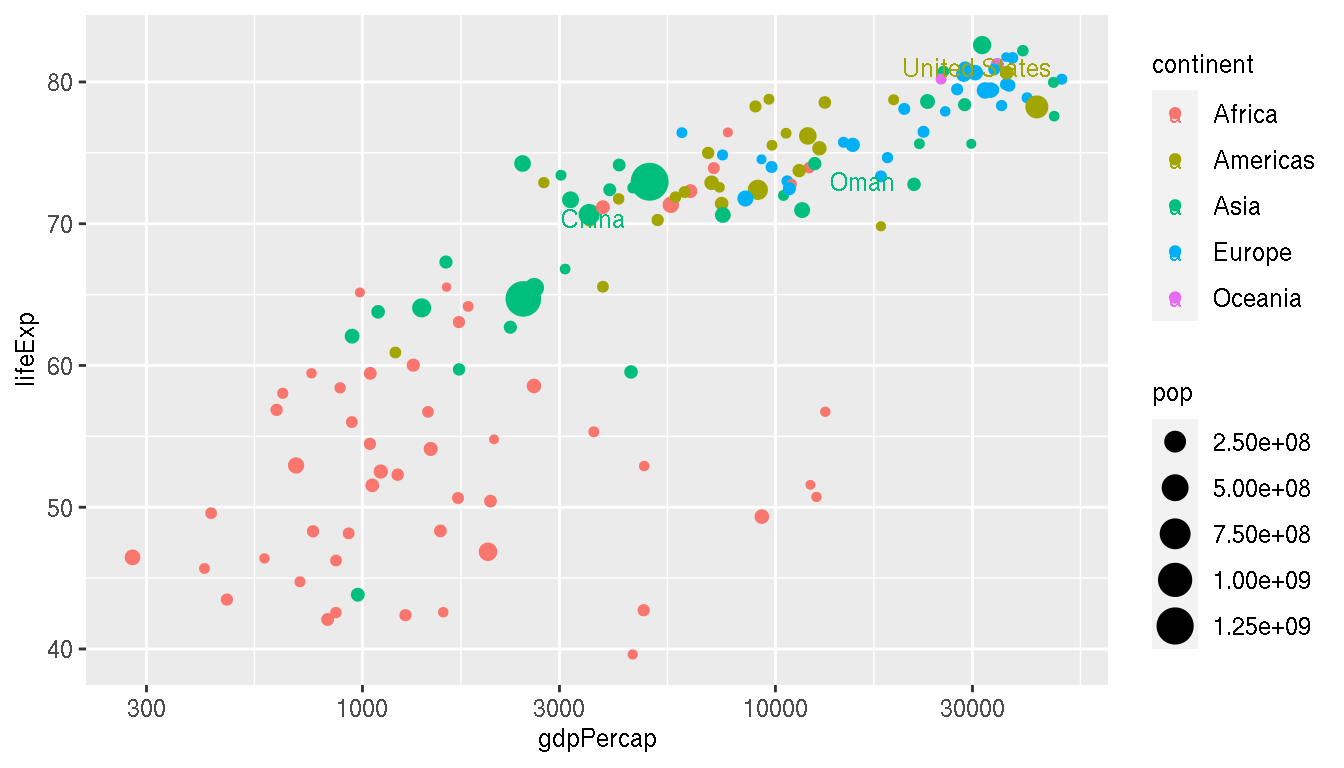 United States
Oman
China
80
70
60
50
40
lifeExp
300
1000
3000
10000
30000
gdpPercap
continent
a Africa
a Americas
a Asia
a Europe
a Oceania
pop
2.50e+08
5.00e+08
7.50e+08
1.00e+09
1.25e+09